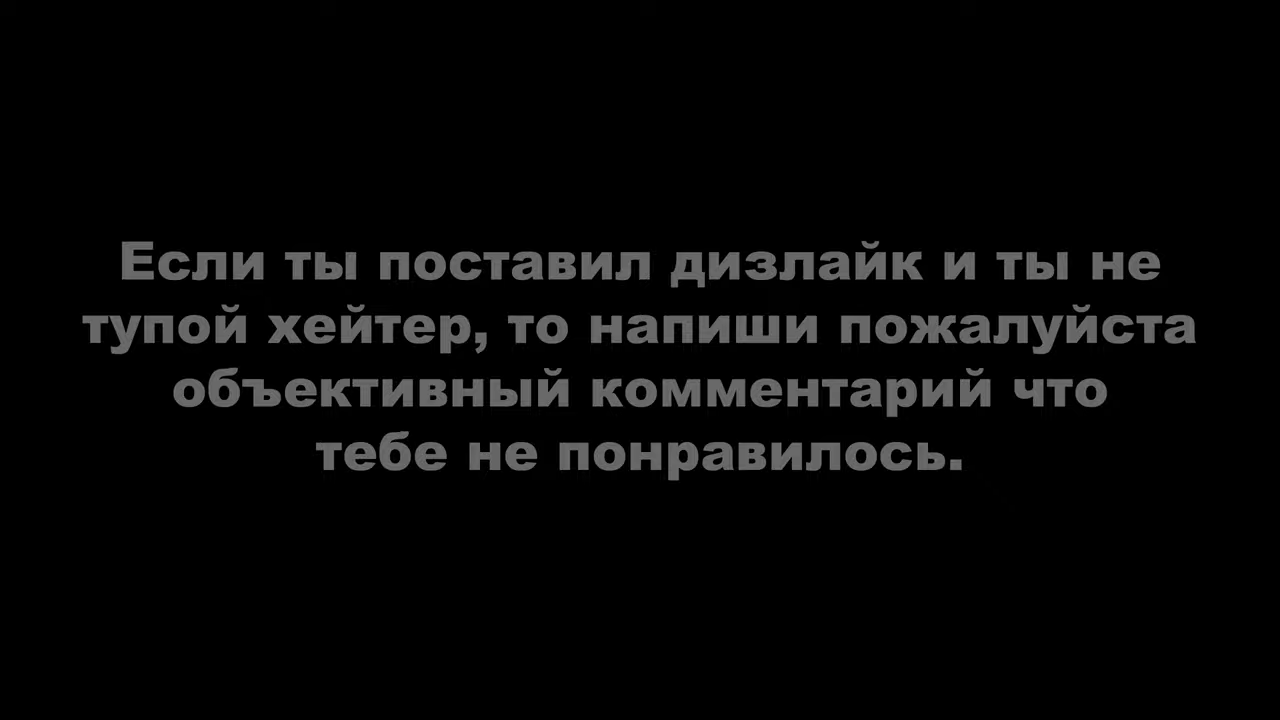 Если ты поставил дизлайк и ты не
тупой хейтер, то напиши пожалуйста
объективный комментарий что
тебе не понравилось.